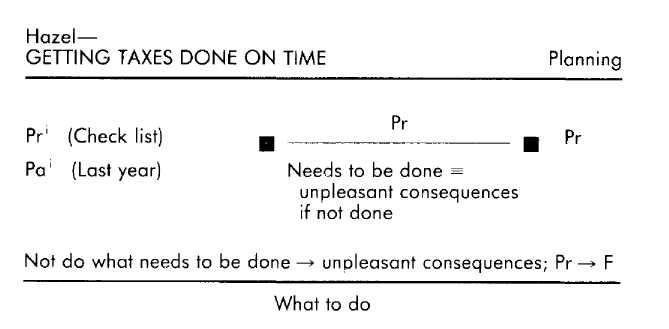 Hazel—
GETTING TAXES DONE ON TIME Planning
Pr
Prⁱ (Check list) ■ ■ Pr
Paⁱ (Last year) Needs to be done ≡
unpleasant consequences
if not done
Not do what needs to be done → unpleasant consequences; Pr → F
What to do